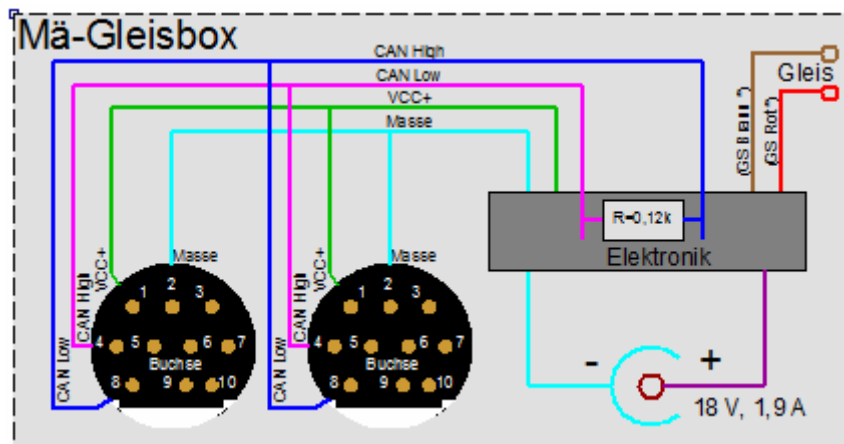 Mä-Gleisbox
CAN High
CAN Low
VCC+
Masse
Gleis
(GS Braun*)
(GS Rot*)
R=0,12k
Elektronik
Masse
VCC+
CAN High
CAN Low
1 2 3
4 5 6 7
Buchse
8 9 10
Masse
VCC+
CAN High
CAN Low
1 2 3
4 5 6 7
Buchse
8 9 10
- +
18 V, 1,9 A